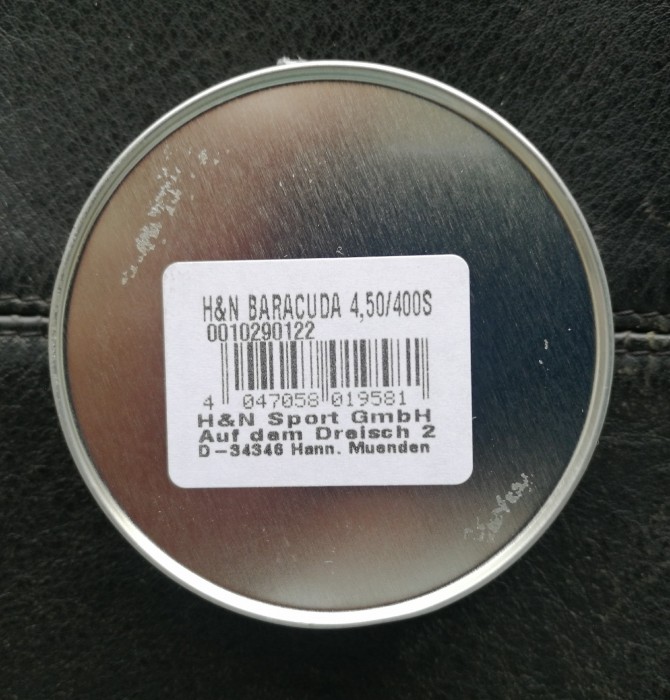 H&N BARACUDA 4,50/400S
0010290122
4 047058 019581
H&N Sport GmbH
Auf dem Dreisch 2
D-34346 Hann. Muenden